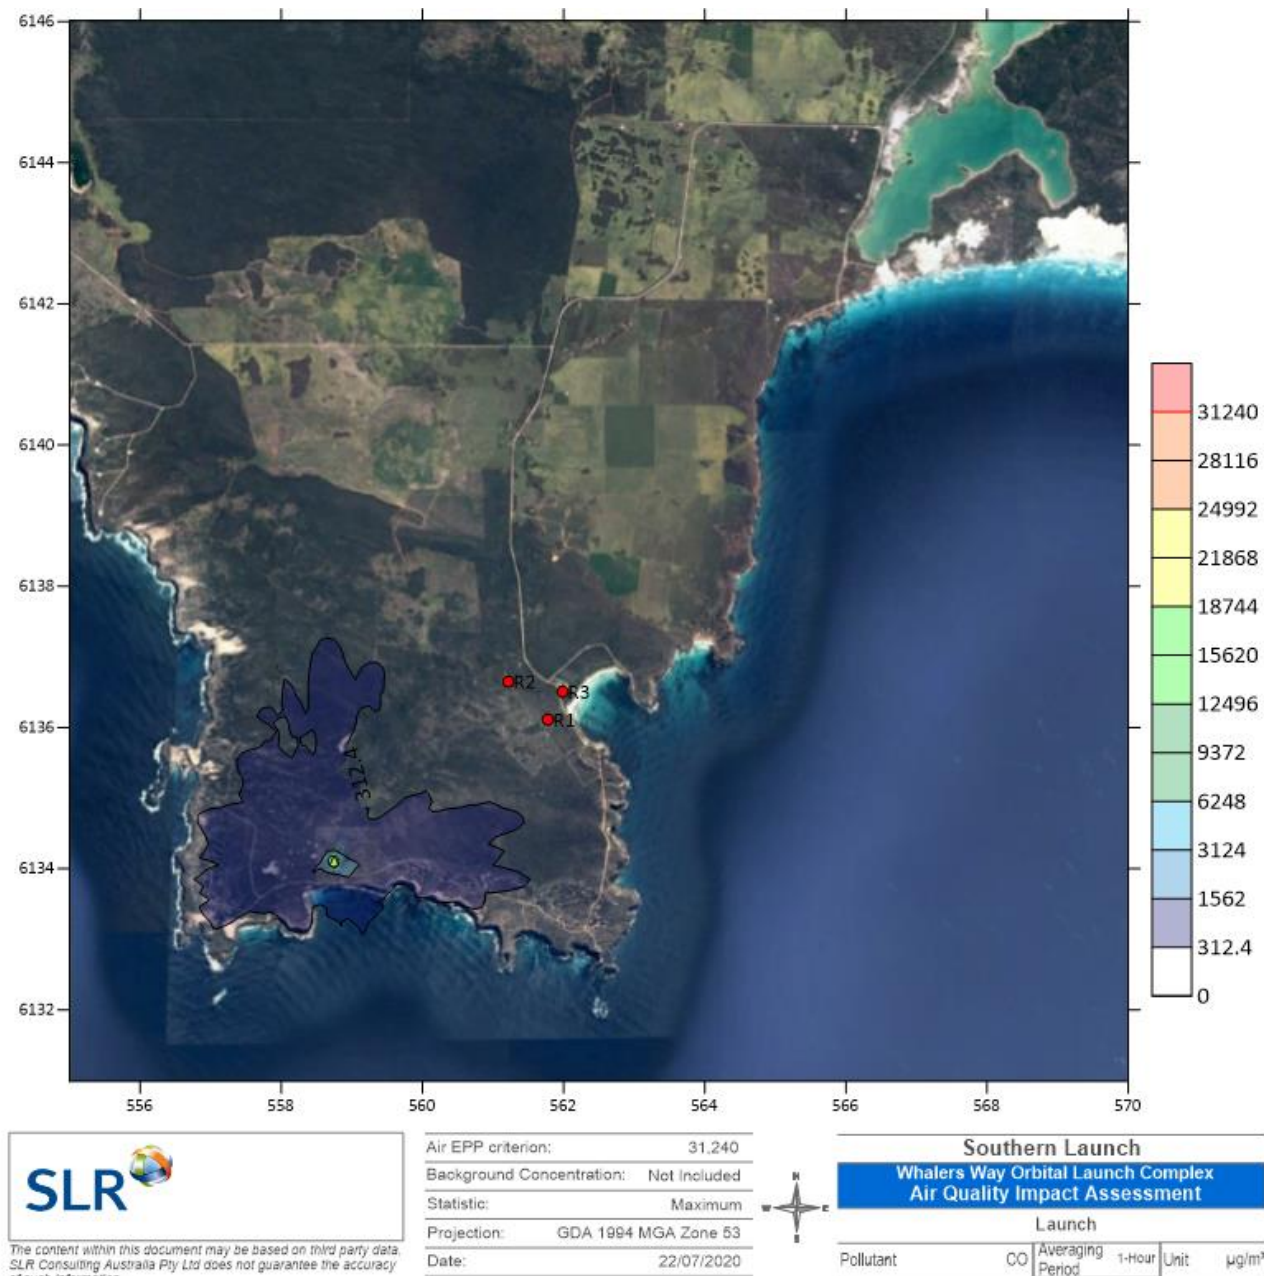 6146
6144
6142
6140
6138
6136
6134
6132
R2
R3
R1
312.4
31240
28116
24992
21868
18744
15620
12496
9372
6248
3124
1562
312.4
0
556 558 560 562 564 566 568 570
SLR
The content within this document may be based on third party data.
SLR Consulting Australia Pty Ltd does not guarantee the accuracy
Air EPP criterion: 31,240
Background Concentration: Not Included
Statistic: Maximum
Projection: GDA 1994 MGA Zone 53
Date: 22/07/2020
N
W E
S
Southern Launch
Whalers Way Orbital Launch Complex
Air Quality Impact Assessment
Launch
Pollutant CO Averaging Period 1-Hour Unit µg/m³